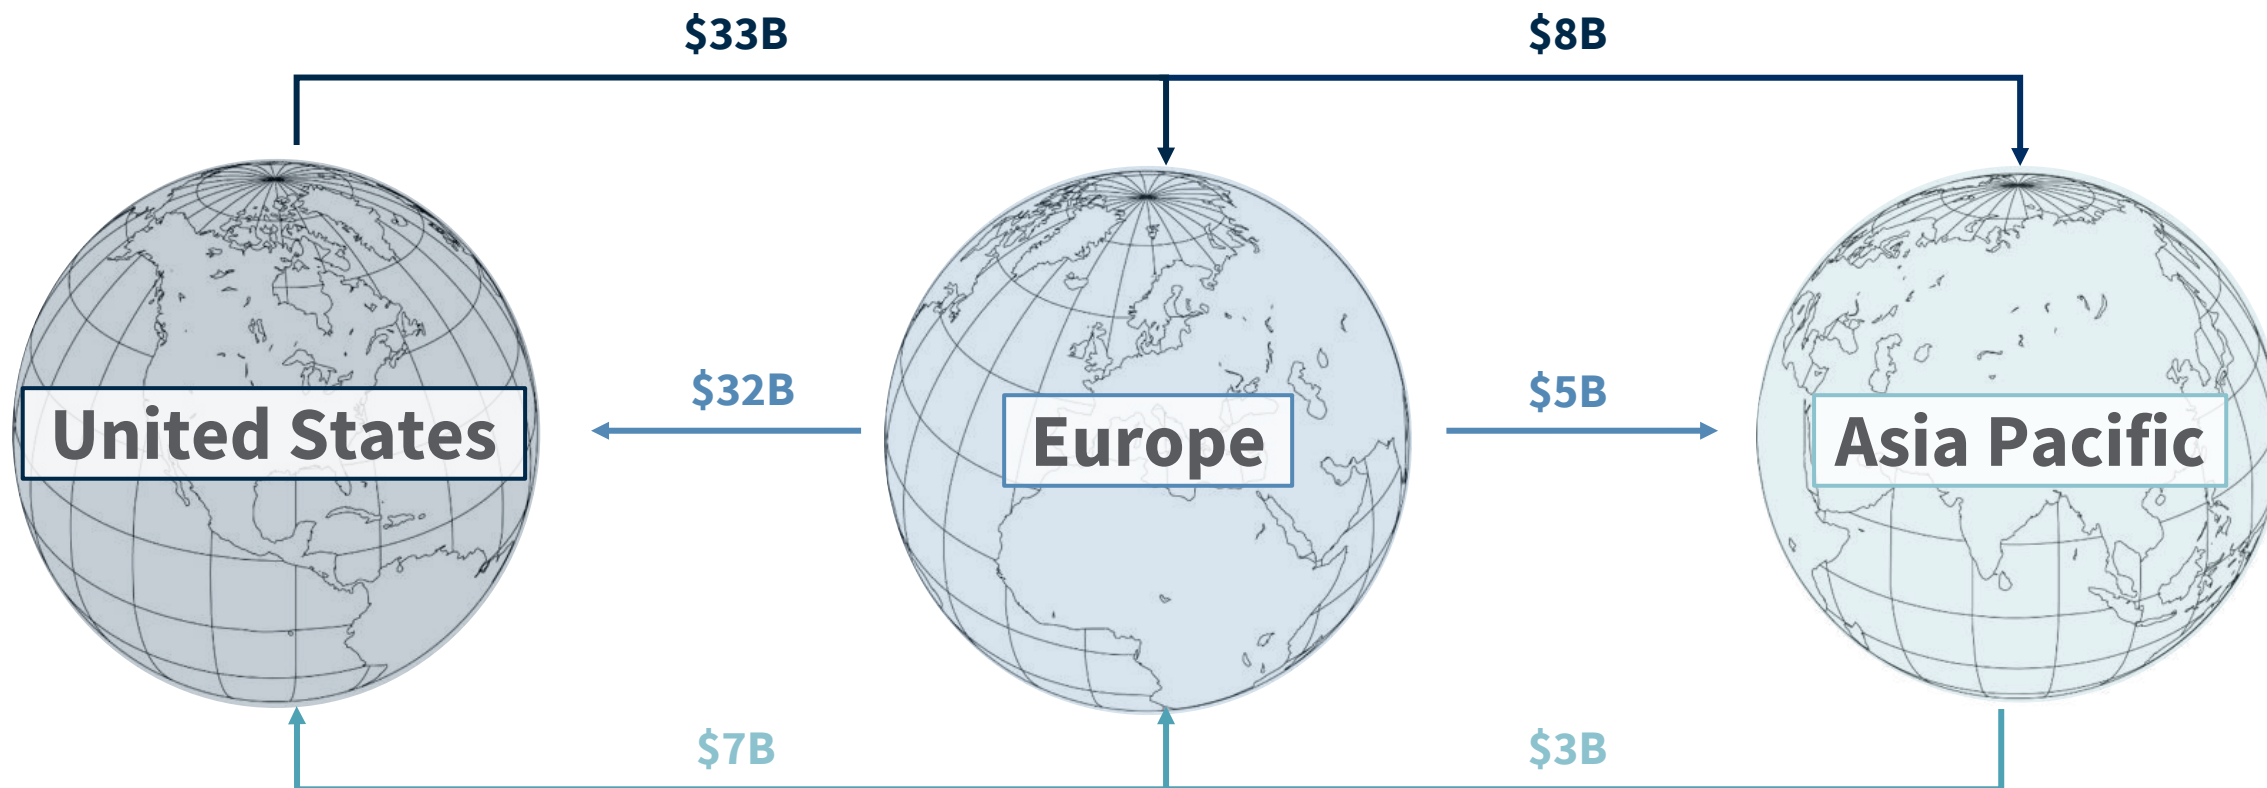 $33B
$8B
$32B
$5B
United States
Europe
Asia Pacific
$7B
$3B